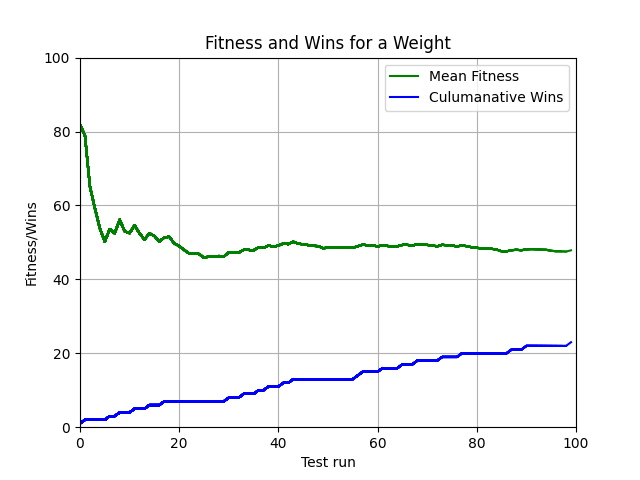 Fitness and Wins for a Weight
Mean Fitness
Culumanative Wins
Fitness/Wins
100
80
60
40
20
0
0 20 40 60 80 100
Test run